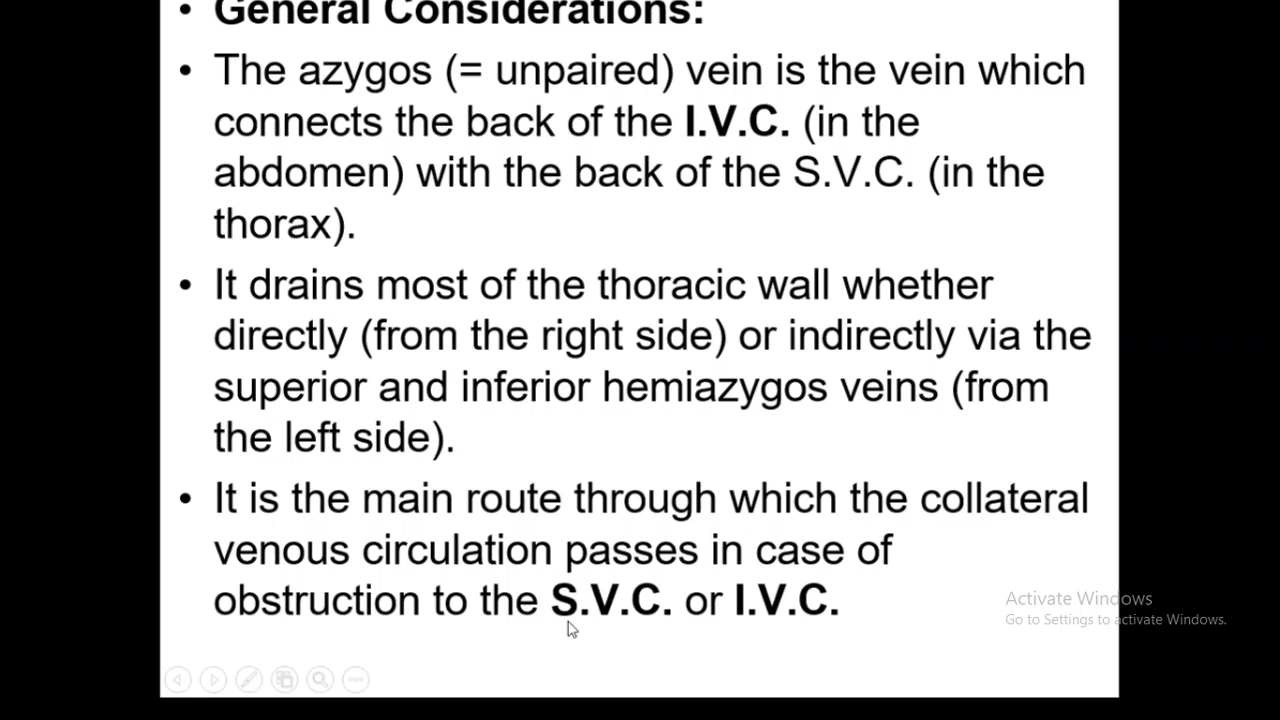 • General Considerations:
• The azygos (= unpaired) vein is the vein which
connects the back of the I.V.C. (in the
abdomen) with the back of the S.V.C. (in the
thorax).
• It drains most of the thoracic wall whether
directly (from the right side) or indirectly via the
superior and inferior hemiazygos veins (from
the left side).
• It is the main route through which the collateral
venous circulation passes in case of
obstruction to the S.V.C. or I.V.C.
Activate Windows
Go to Settings to activate Windows.